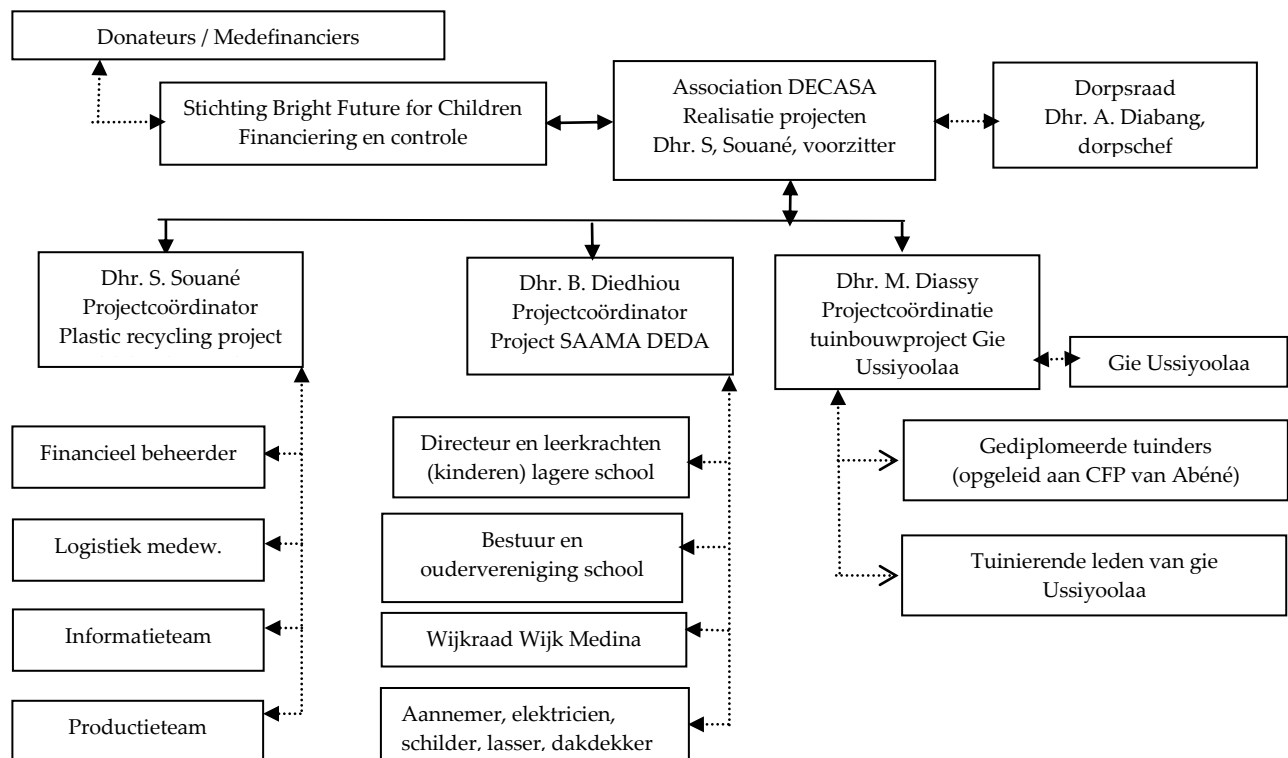 Donateurs / Medefinanciers
Stichting Bright Future for Children
Financiering en controle
Association DECASA
Realisatie projecten
Dhr. S, Souané, voorzitter
Dorpsraad
Dhr. A. Diabang,
dorpschef
Dhr. S. Souané
Projectcoördinator
Plastic recycling project
Dhr. B. Diedhiou
Projectcoördinator
Project SAAMA DEDA
Dhr. M. Diassy
Projectcoördinatie
tuinbouwproject Gie
Ussiyoolaa
Gie Ussiyoolaa
Financieel beheerder
Logistiek medew.
Informatieteam
Productieteam
Directeur en leerkrachten
(kinderen) lagere school
Bestuur en
oudervereniging school
Wijkraad Wijk Medina
Aannemer, elektricien,
schilder, lasser, dakdekker
Gediplomeerde tuinders
(opgeleid aan CFP van Abéné)
Tuinierende leden van gie
Ussiyoolaa